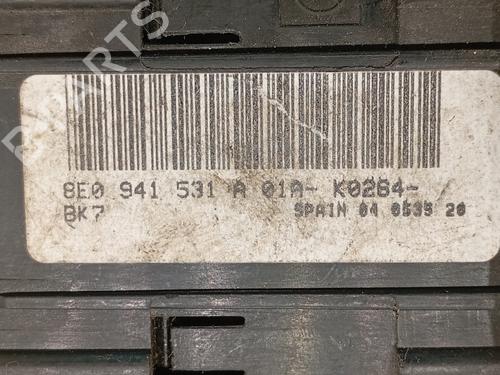 8E0 941 531 A 01A- K0264-
BK7 SPAIN 04 0535 20